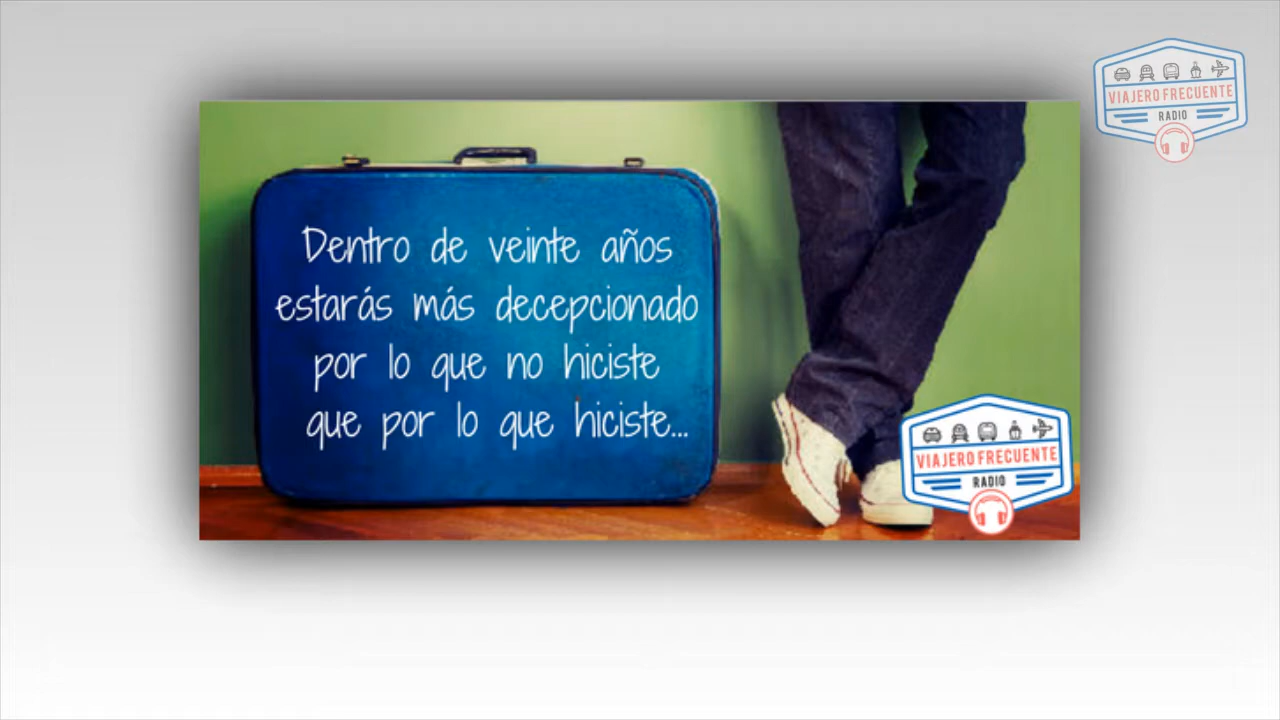 VIAJERO FRECUENTE
RADIO
Dentro de veinte años
estarás más decepcionado
por lo que no hiciste
que por lo que hiciste...
VIAJERO FRECUENTE
RADIO